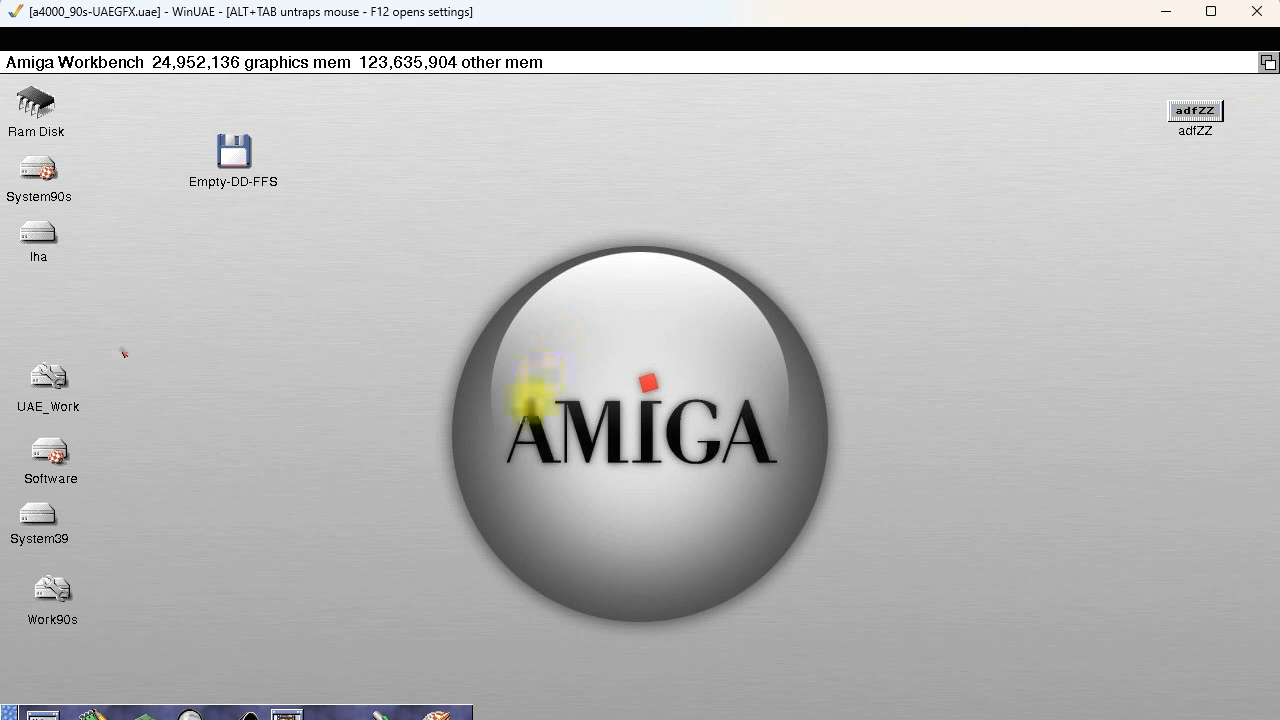 [a4000_90s-UAEGFX.uae] - WinUAE - [ALT+TAB untraps mouse - F12 opens settings]
Amiga Workbench 24,952,136 graphics mem 123,635,904 other mem
Ram Disk
System90s
lha
UAE_Work
Software
System39
Work90s
Empty-DD-FFS
adfZZ
adfZZ
AMIGA